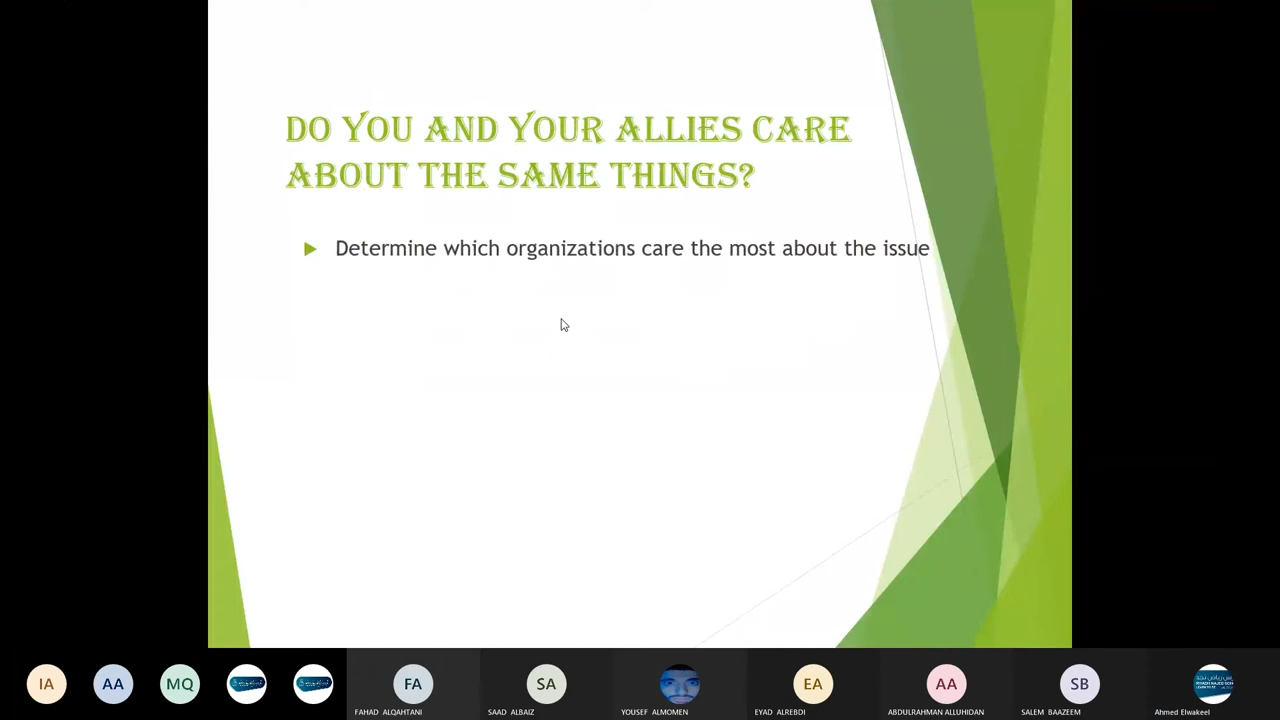 DO YOU AND YOUR ALLIES CARE
ABOUT THE SAME THINGS?
Determine which organizations care the most about the issue
IA
AA
MQ
FA
SA
EA
AA
SB
FAHAD ALQAHTANI
SAAD ALBAIZ
YOUSEF ALMOMEN
EYAD ALREBDI
ABDULRAHMAN ALLUHIDAN
SALEM BAAZEEM
Ahmed Elwakeel